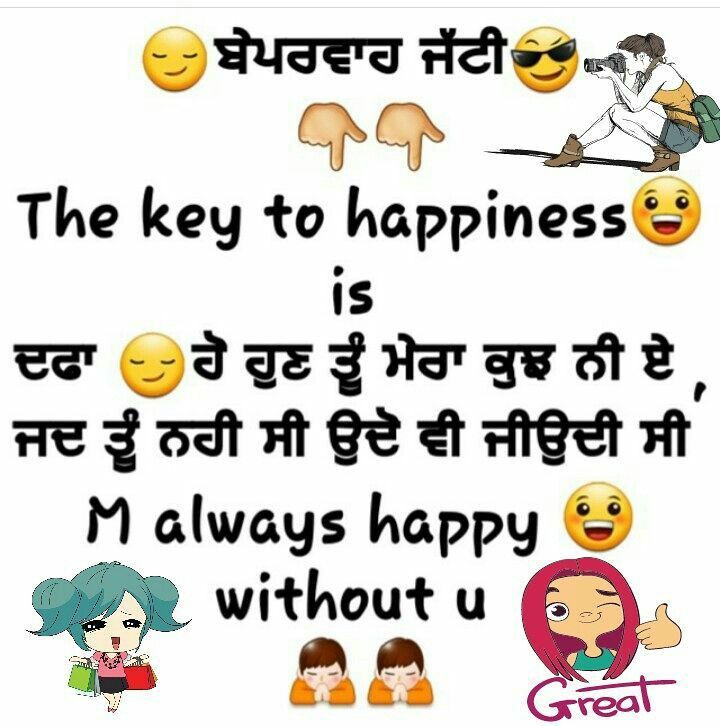 ਬੇਪਰਵਾਹ ਜੱਟੀ
The key to happiness
is
ਦਫਾ ਹੋ ਹੁਣ ਤੂੰ ਮੇਰਾ ਕੁਝ ਨੀ ਏ ,
ਜਦ ਤੂੰ ਨਹੀ ਸੀ ਉਦੋ ਵੀ ਜੀਉਦੀ ਸੀ
M always happy
without u
Great